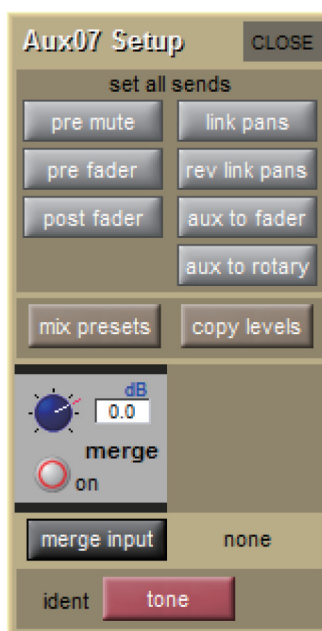 Aux07 Setup CLOSE
set all sends
pre mute link pans
pre fader rev link pans
post fader aux to fader
aux to rotary
mix presets copy levels
dB
0.0
merge
on
merge input none
ident tone